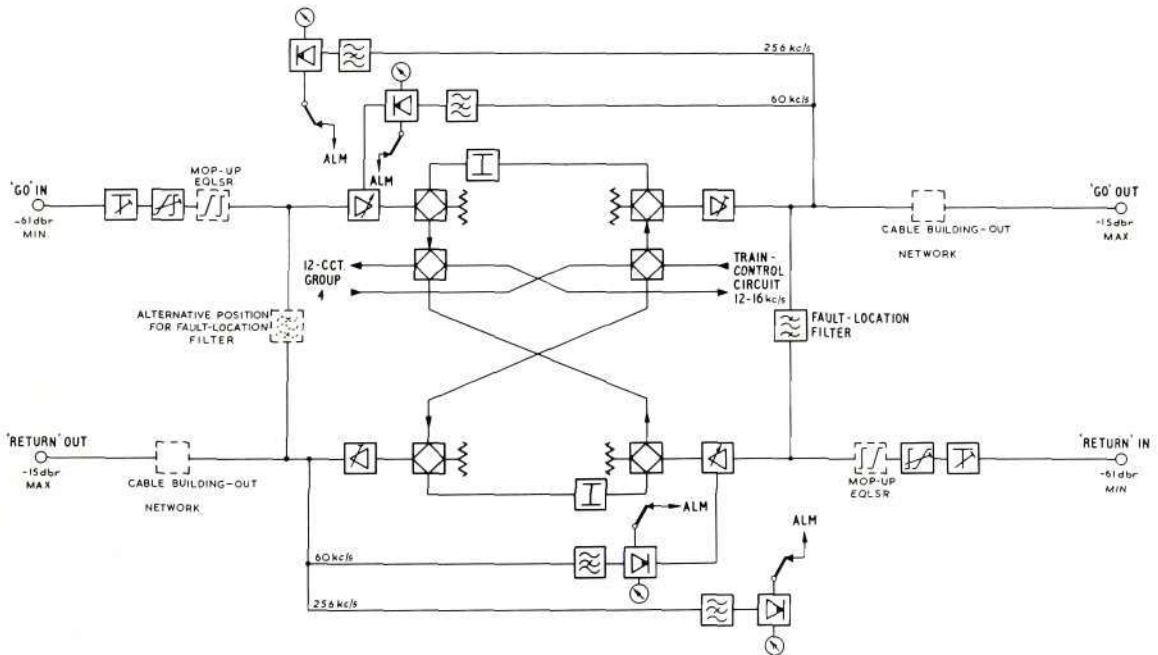 256 kc/s
60 kc/s
ALM
ALM
'GO' IN
-61dbr
MIN.
MOP-UP
EQLSR
'GO' OUT
-15dbr
MAX.
CABLE BUILDING-OUT
NETWORK
12-CCT.
GROUP
4
TRAIN-
CONTROL
CIRCUIT
12-16 kc/s
ALTERNATIVE POSITION
FOR FAULT-LOCATION
FILTER
FAULT-LOCATION
FILTER
'RETURN' OUT
-15dbr
MAX
CABLE BUILDING-OUT
NETWORK
'RETURN' IN
-61dbr
MIN
MOP-UP
EQLSR
ALM
ALM
60 kc/s
256 kc/s